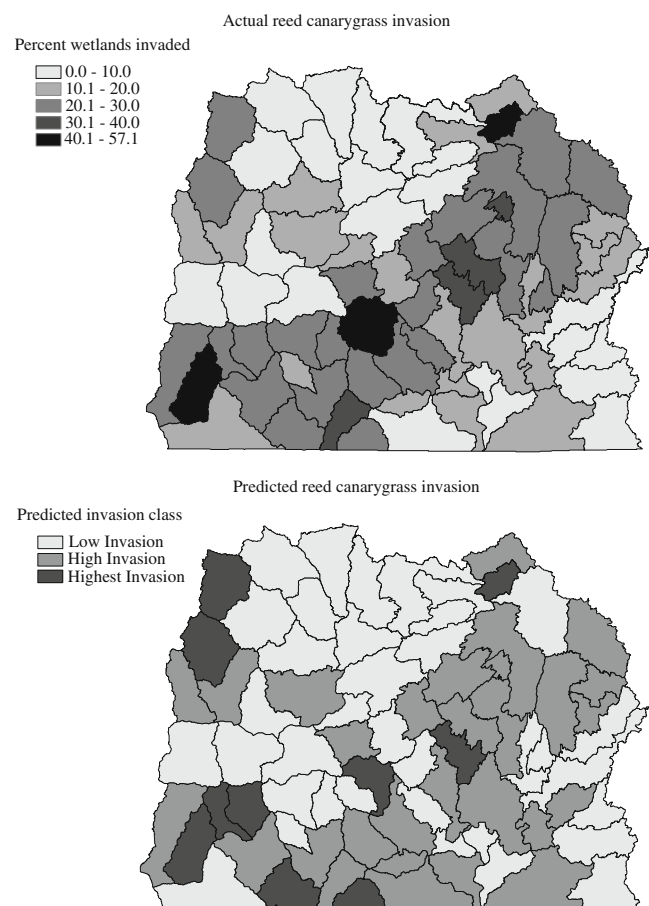 Actual reed canarygrass invasion
Percent wetlands invaded
0.0 - 10.0
10.1 - 20.0
20.1 - 30.0
30.1 - 40.0
40.1 - 57.1
Predicted reed canarygrass invasion
Predicted invasion class
Low Invasion
High Invasion
Highest Invasion